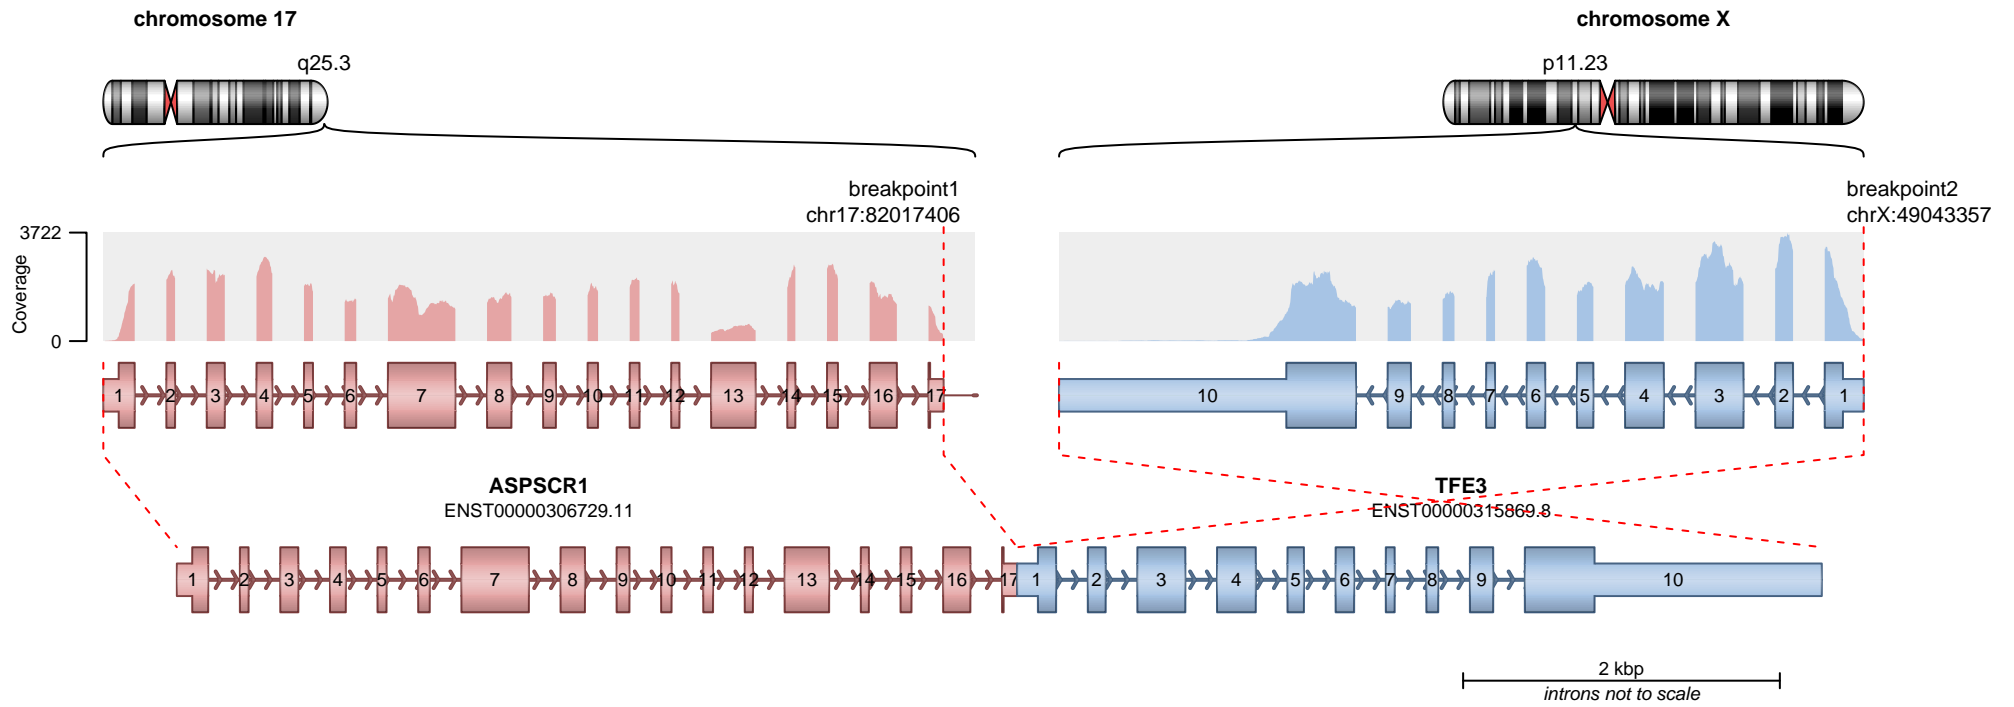 chromosome 17
chromosome X
q25.3
p11.23
breakpoint1
chr17:82017406
breakpoint2
chrX:49043357
3722
Coverage
0
1 2 3 4 5 6 7 8 9 10 11 12 13 14 15 16 17
10 9 8 7 6 5 4 3 2 1
ASPSCR1
ENST00000306729.11
TFE3
ENST00000315869.8
1 2 3 4 5 6 7 8 9 10 11 12 13 14 15 16 17 1 2 3 4 5 6 7 8 9 10
2 kbp
introns not to scale